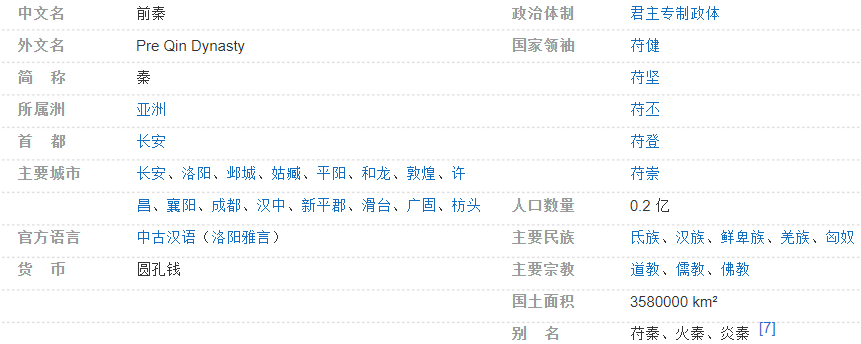 中文名 前秦
外文名 Pre Qin Dynasty
简 称 秦
所属洲 亚洲
首 都 长安
主要城市 长安、洛阳、邺城、姑臧、平阳、和龙、敦煌、许
昌、襄阳、成都、汉中、新平郡、滑台、广固、枋头
官方语言 中古汉语（洛阳雅言）
货 币 圆孔钱
政治体制 君主专制政体
国家领袖 苻健
苻坚
苻丕
苻登
苻崇
人口数量 0.2 亿
主要民族 氐族、汉族、鲜卑族、羌族、匈奴
主要宗教 道教、儒教、佛教
国土面积 3580000 km²
别 名 苻秦、火秦、炎秦 [7]